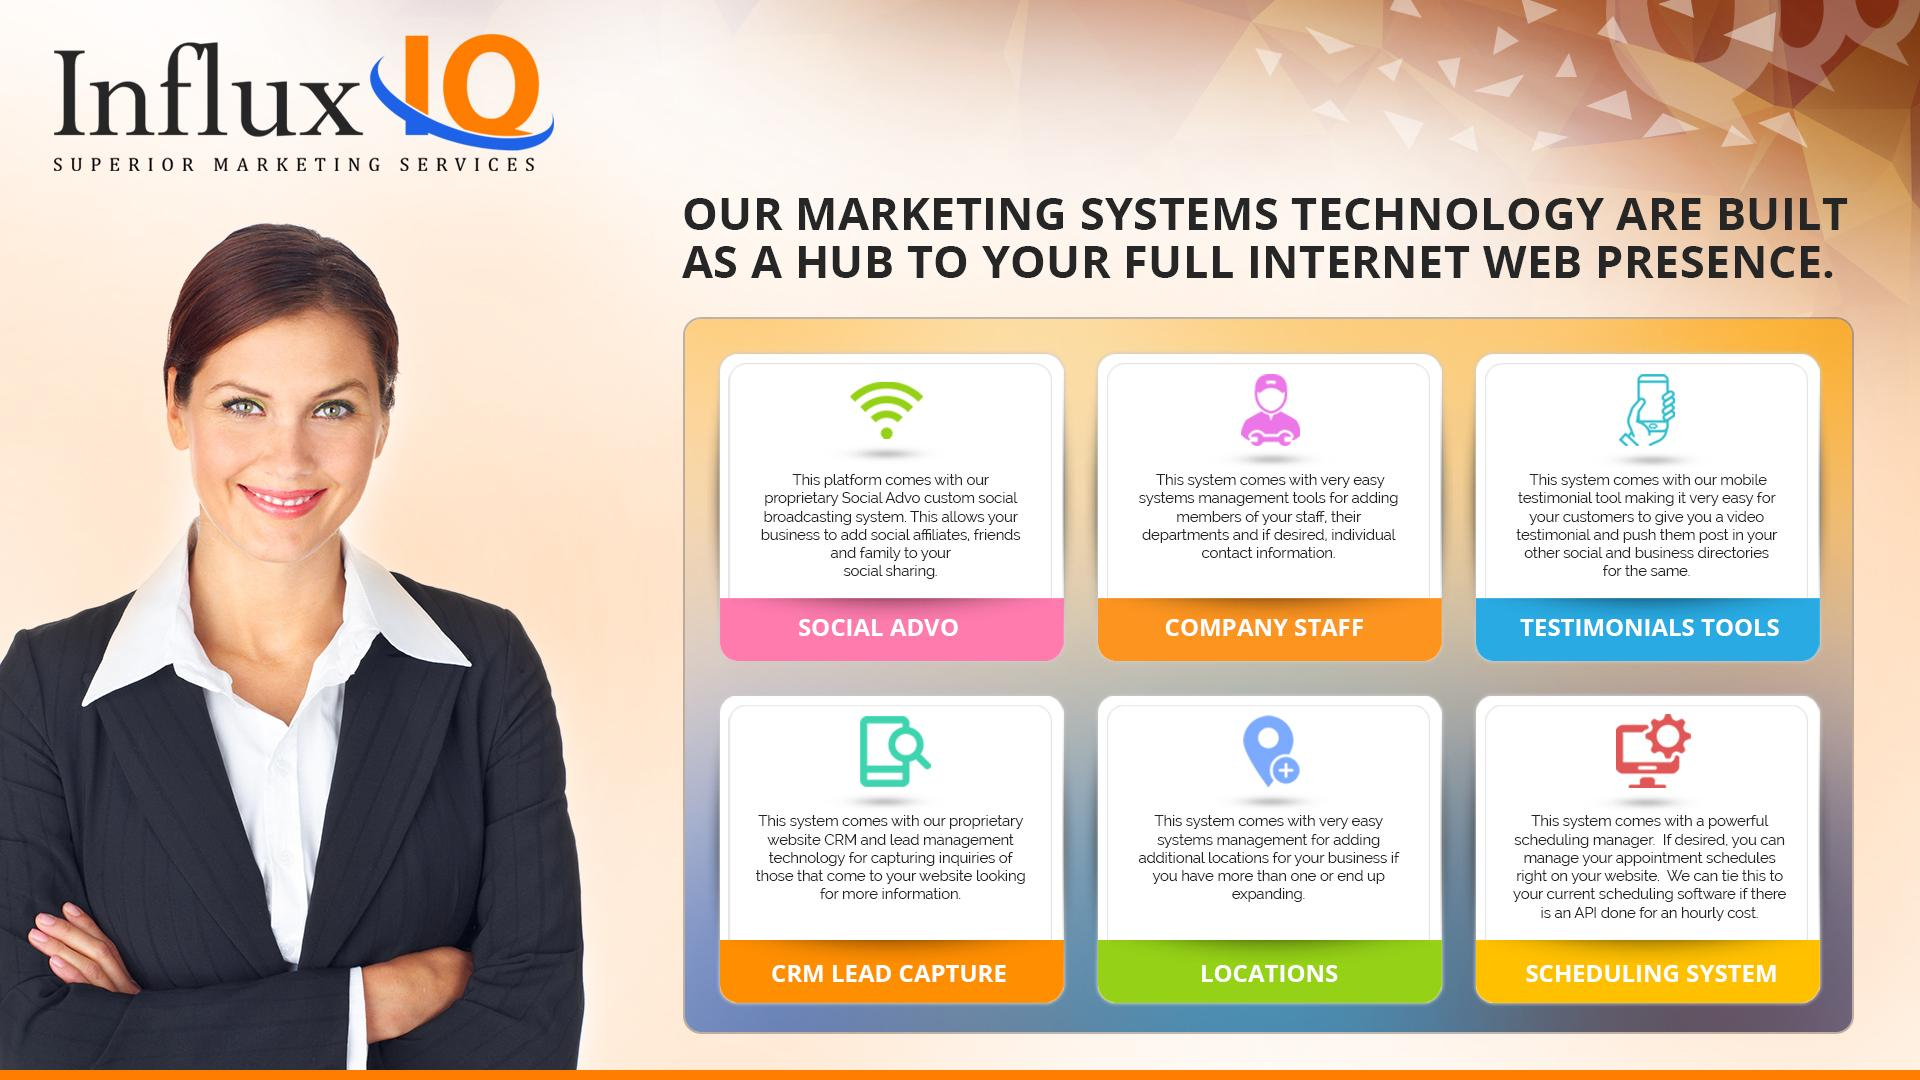 Influx IQ
SUPERIOR MARKETING SERVICES
OUR MARKETING SYSTEMS TECHNOLOGY ARE BUILT
AS A HUB TO YOUR FULL INTERNET WEB PRESENCE.
This platform comes with our
proprietary Social Advo custom social
broadcasting system. This allows your
business to add social affiliates, friends
and family to your
social sharing.
SOCIAL ADVO
This system comes with very easy
systems management tools for adding
members of your staff, their
departments and if desired, individual
contact information.
COMPANY STAFF
This system comes with our mobile
testimonial tool making it very easy for
your customers to give you a video
testimonial and push them post in your
other social and business directories
for the same.
TESTIMONIALS TOOLS
This system comes with our proprietary
website CRM and lead management
technology for capturing inquiries of
those that come to your website looking
for more information.
CRM LEAD CAPTURE
This system comes with very easy
systems management for adding
additional locations for your business if
you have more than one or end up
expanding.
LOCATIONS
This system comes with a powerful
scheduling manager.  If desired, you can
manage your appointment schedules
right on your website.  We can tie this to
your current scheduling software if there
is an API done for an hourly cost.
SCHEDULING SYSTEM